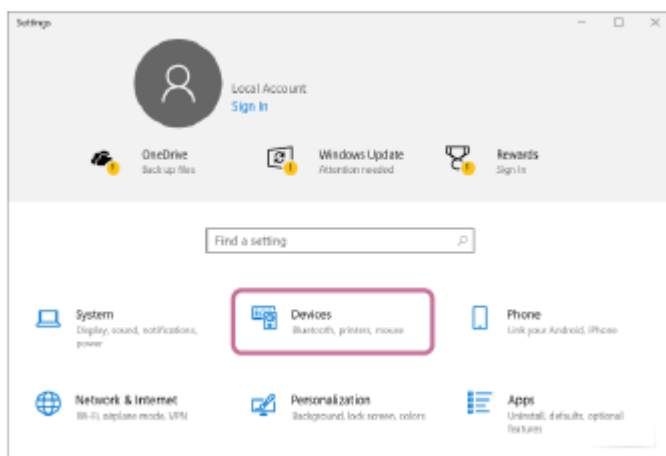 Settings
Local Account
Sign In
OneDrive
Back up files
Windows Update
Attention needed
Rewards
Sign In
Find a setting
System
Display, sound, notifications,
power
Devices
Bluetooth, printers, mouse
Phone
Link your Android, iPhone
Network & Internet
Wi-Fi, airplane mode, VPN
Personalization
Background, lock screen, colors
Apps
Uninstall, defaults, optional
features